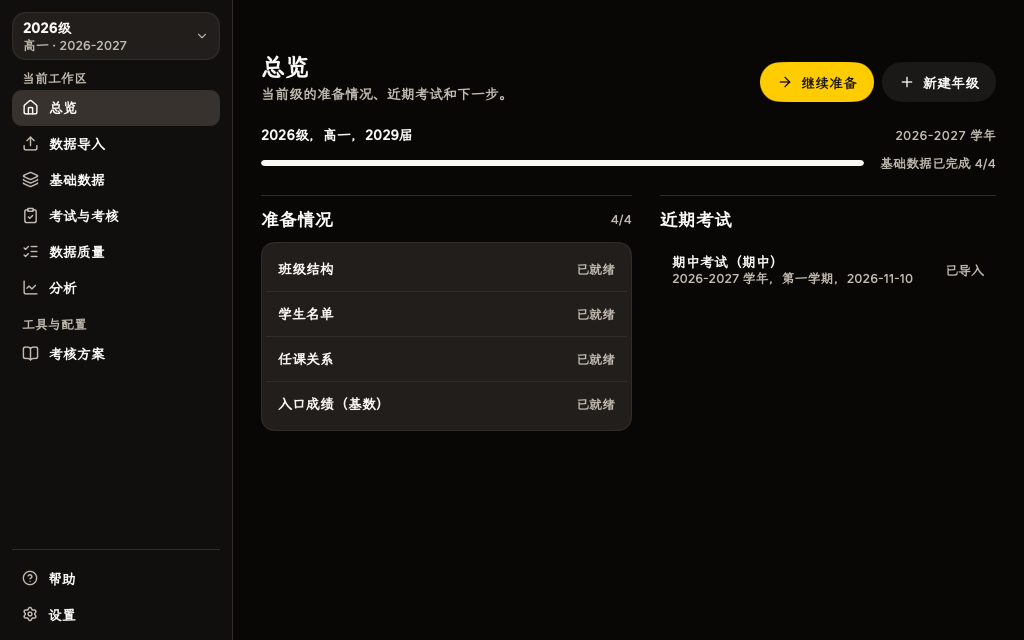 2026级
高一 · 2026-2027
当前工作区
总览
数据导入
基础数据
考试与考核
数据质量
分析
工具与配置
考核方案
帮助
设置
总览
当前级的准备情况、近期考试和下一步。
继续准备
新建年级
2026级，高一，2029届
2026-2027 学年
基础数据已完成 4/4
准备情况
4/4
班级结构
已就绪
学生名单
已就绪
任课关系
已就绪
入口成绩（基数）
已就绪
近期考试
期中考试（期中）
2026-2027 学年，第一学期，2026-11-10
已导入